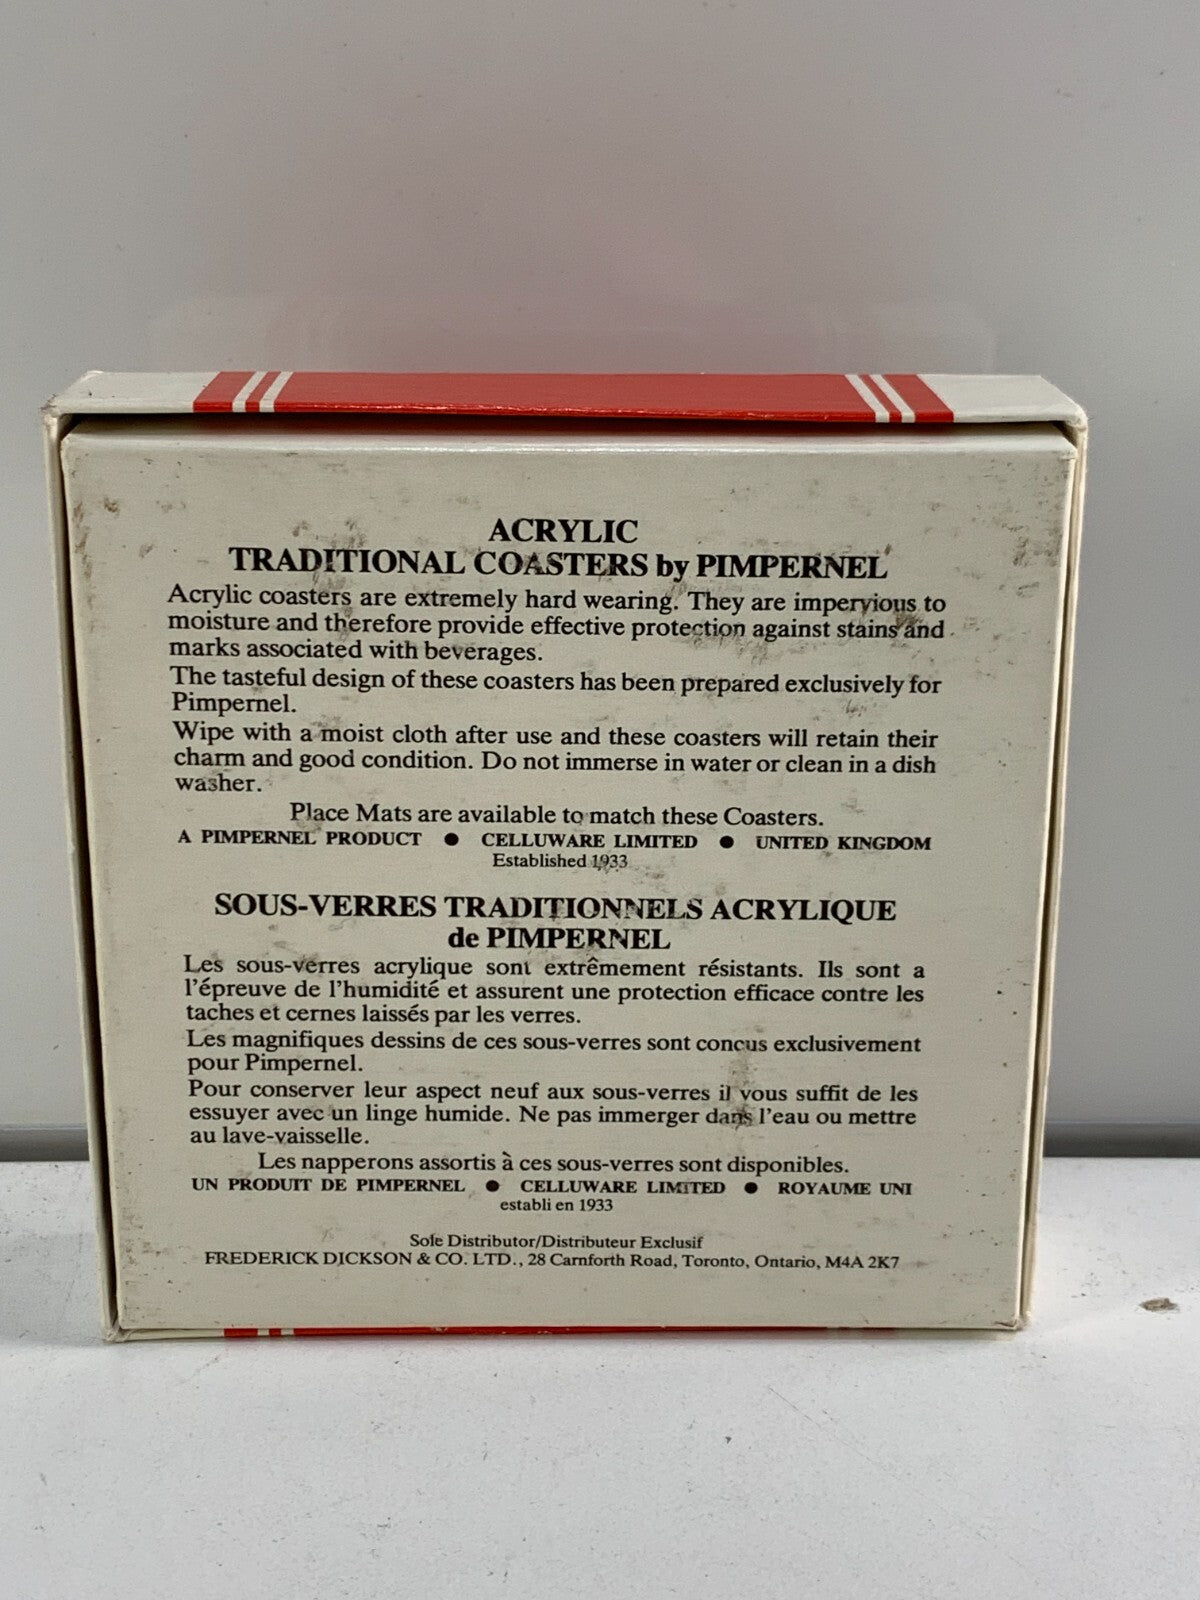 ACRYLIC
TRADITIONAL COASTERS by PIMPERNEL
Acrylic coasters are extremely hard wearing. They are impervious to
moisture and therefore provide effective protection against stains and
marks associated with beverages.
The tasteful design of these coasters has been prepared exclusively for
Pimpernel.
Wipe with a moist cloth after use and these coasters will retain their
charm and good condition. Do not immerse in water or clean in a dish
washer.
Place Mats are available to match these Coasters.
A PIMPERNEL PRODUCT ● CELLUWARE LIMITED ● UNITED KINGDOM
Established 1933
SOUS-VERRES TRADITIONNELS ACRYLIQUE
de PIMPERNEL
Les sous-verres acrylique sont extrêmement résistants. Ils sont a
l'épreuve de l'humidité et assurent une protection efficace contre les
taches et cernes laissés par les verres.
Les magnifiques dessins de ces sous-verres sont concus exclusivement
pour Pimpernel.
Pour conserver leur aspect neuf aux sous-verres il vous suffit de les
essuyer avec un linge humide. Ne pas immerger dans l'eau ou mettre
au lave-vaisselle.
Les napperons assortis à ces sous-verres sont disponibles.
UN PRODUIT DE PIMPERNEL ● CELLUWARE LIMITED ● ROYAUME UNI
establi en 1933
Sole Distributor/Distributeur Exclusif
FREDERICK DICKSON & CO. LTD., 28 Carnforth Road, Toronto, Ontario, M4A 2K7